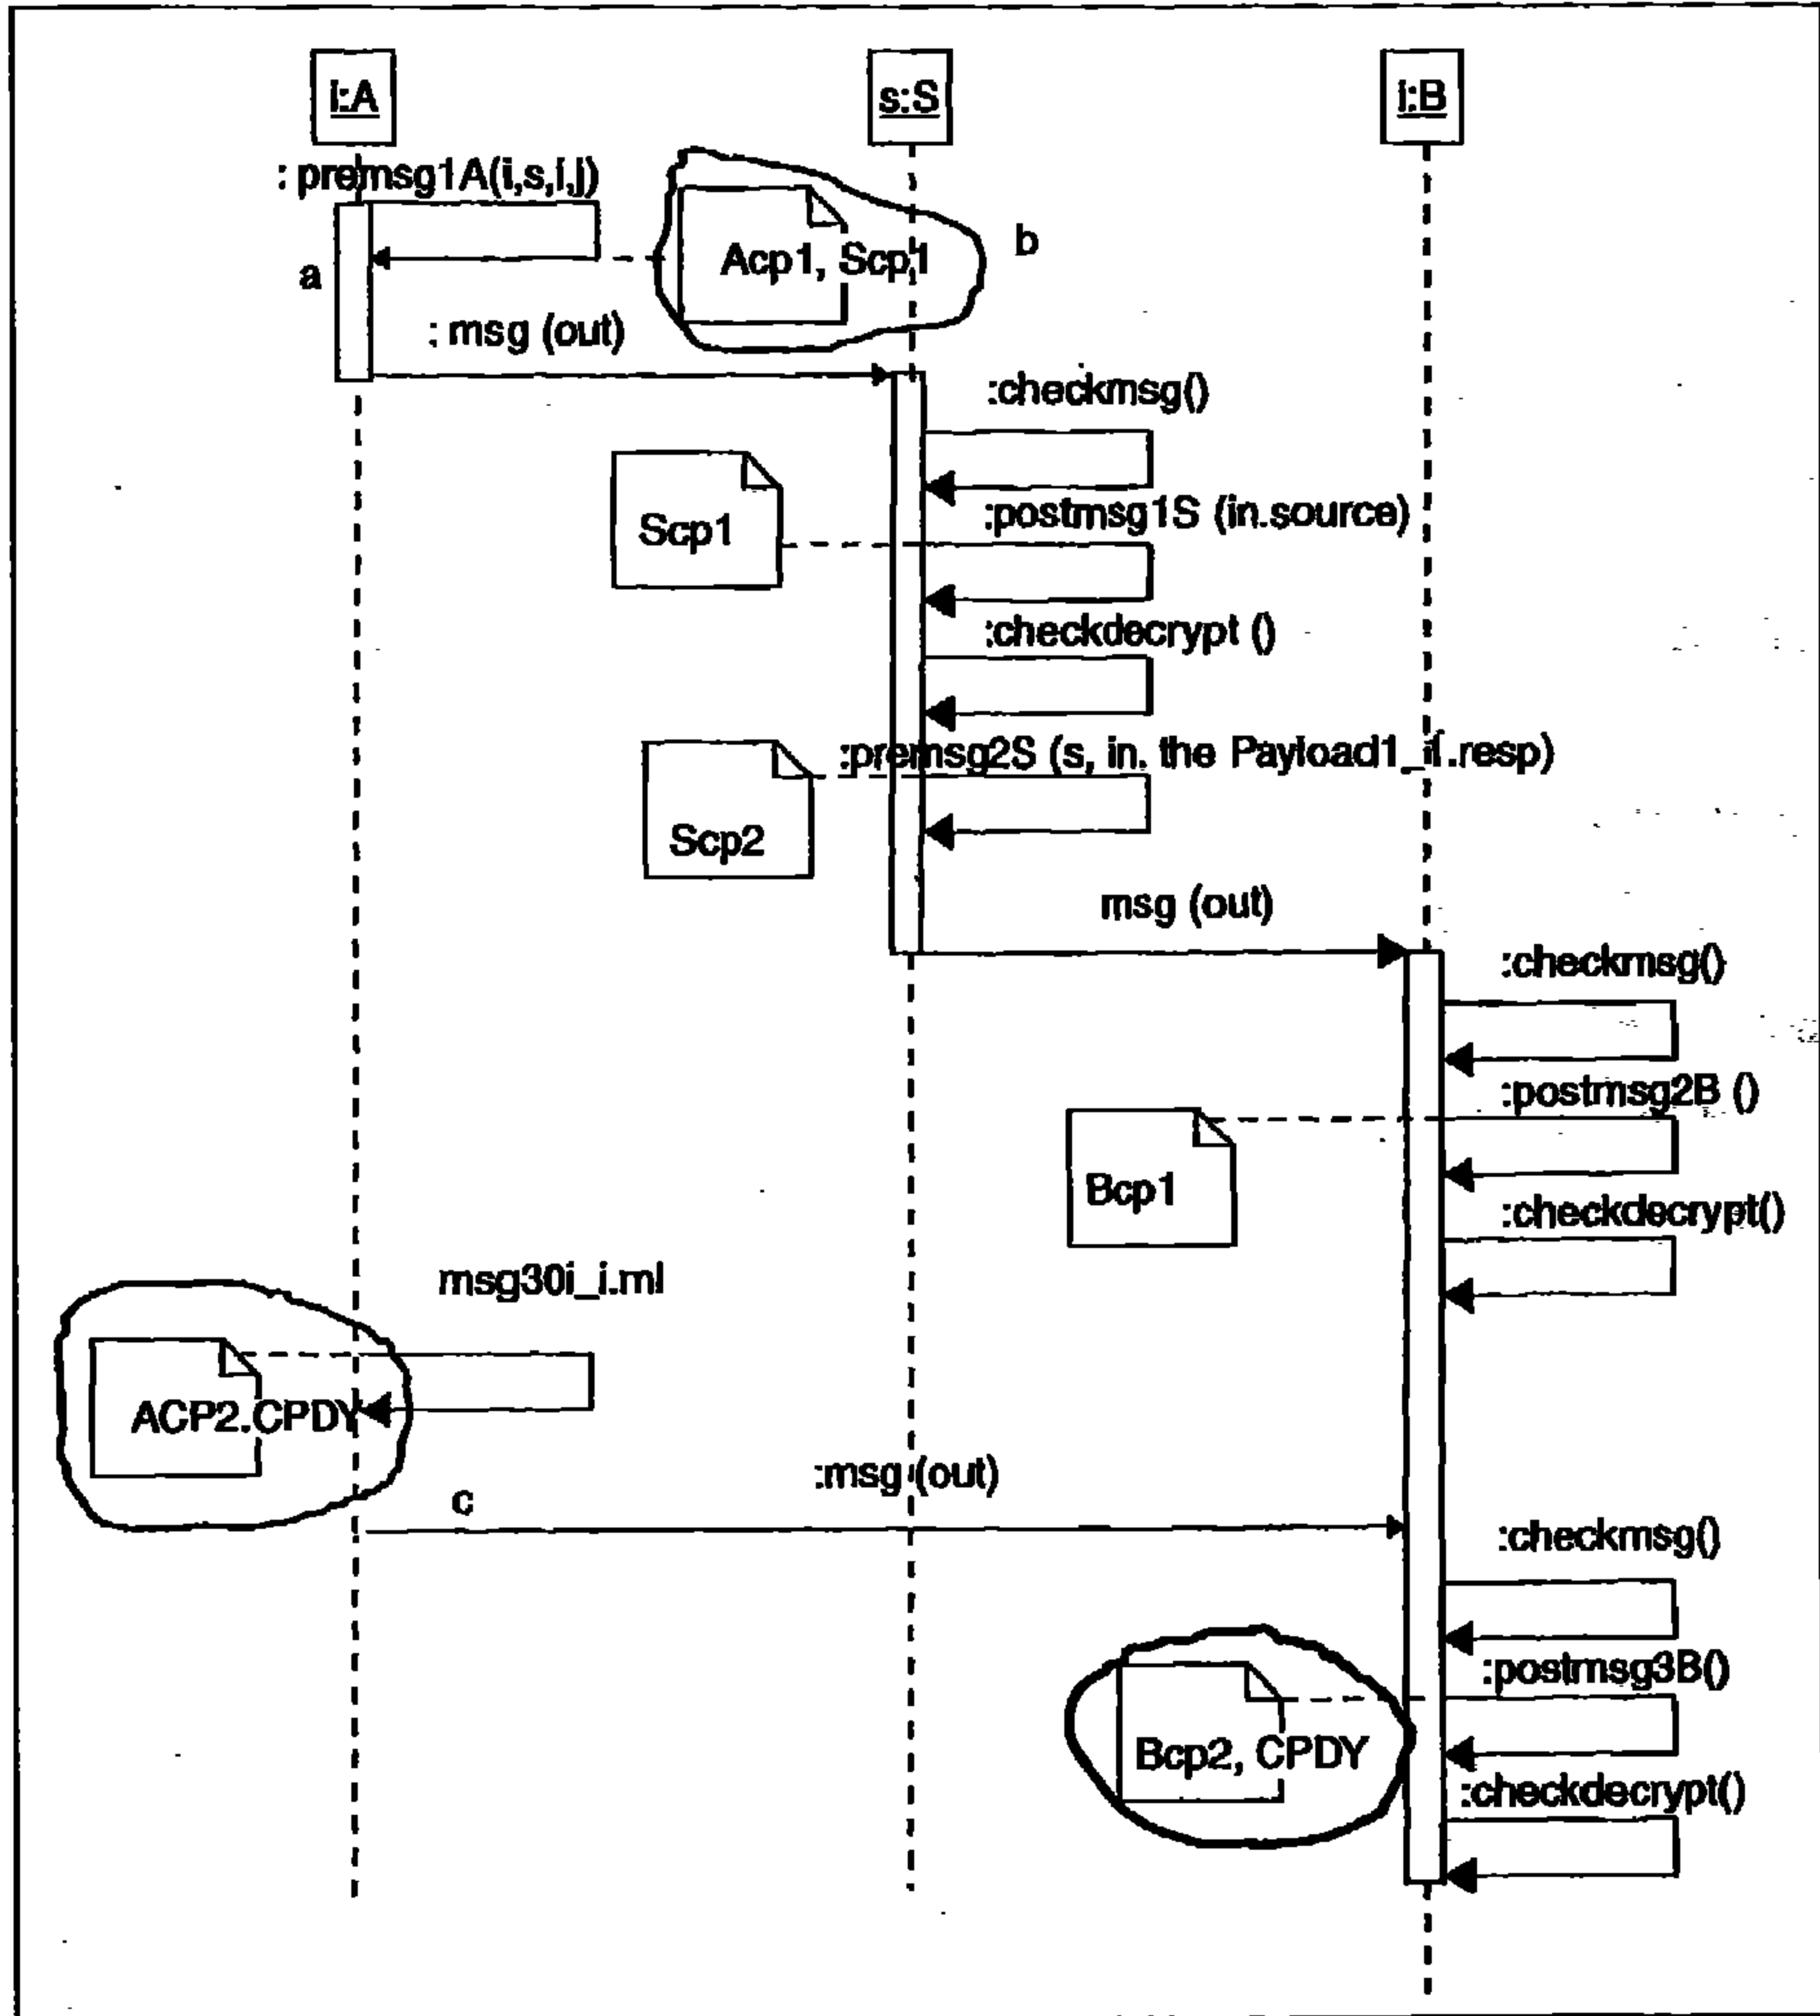 i:A
s:S
j:B
: premsg1A(i,s,i,j)
Acp1, Scp1
b
a
: msg (out)
:checkmsg()
Scp1
:postmsg1S (in.source)
:checkdecrypt ()
:premsg2S (s, in. the Payload1_i1.resp)
Scp2
msg (out)
:checkmsg()
:postmsg2B ()
Bcp1
:checkdecrypt()
msg30i_i.ml
ACP2.CPDY
:msg (out)
c
:checkmsg()
:postmsg3B()
Bcp2, CPDY
:checkdecrypt()